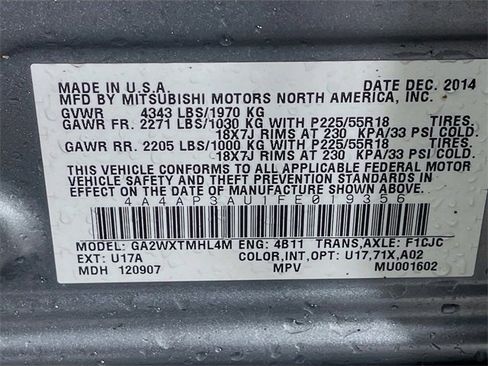 MADE IN U.S.A. DATE DEC. 2014
MFD BY MITSUBISHI MOTORS NORTH AMERICA, INC.
GVWR 4343 LBS/1970 KG
GAWR FR. 2271 LBS/1030 KG WITH P225/55R18 TIRES,
18X7J RIMS AT 230 KPA/33 PSI COLD.
GAWR RR. 2205 LBS/1000 KG WITH P225/55R18 TIRES,
18X7J RIMS AT 230 KPA/33 PSI COLD.
THIS VEHICLE CONFORMS TO ALL APPLICABLE FEDERAL MOTOR
VEHICLE SAFETY AND THEFT PREVENTION STANDARDS IN
EFFECT ON THE DATE OF MANUFACTURE SHOWN ABOVE.
4A4AP3AU1FE019356
MODEL: GA2WXTMHL4M ENG: 4B11 TRANS,AXLE: F1CJC
EXT: U17A COLOR,INT,OPT: U17,71X,A02
MDH 120907 MPV MU001602